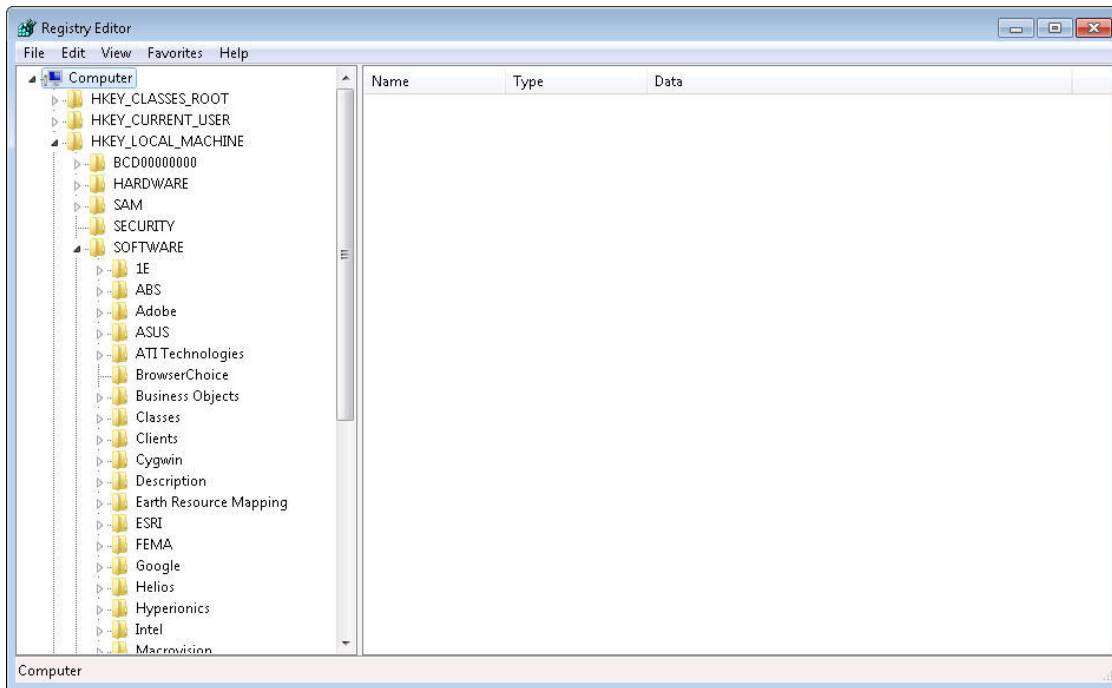 Registry Editor
File Edit View Favorites Help
Computer
Name Type Data
HKEY_CLASSES_ROOT
HKEY_CURRENT_USER
HKEY_LOCAL_MACHINE
BCD00000000
HARDWARE
SAM
SECURITY
SOFTWARE
1E
ABS
Adobe
ASUS
ATI Technologies
BrowserChoice
Business Objects
Classes
Clients
Cygwin
Description
Earth Resource Mapping
ESRI
FEMA
Google
Helios
Hyperionics
Intel
Macrovision
Computer